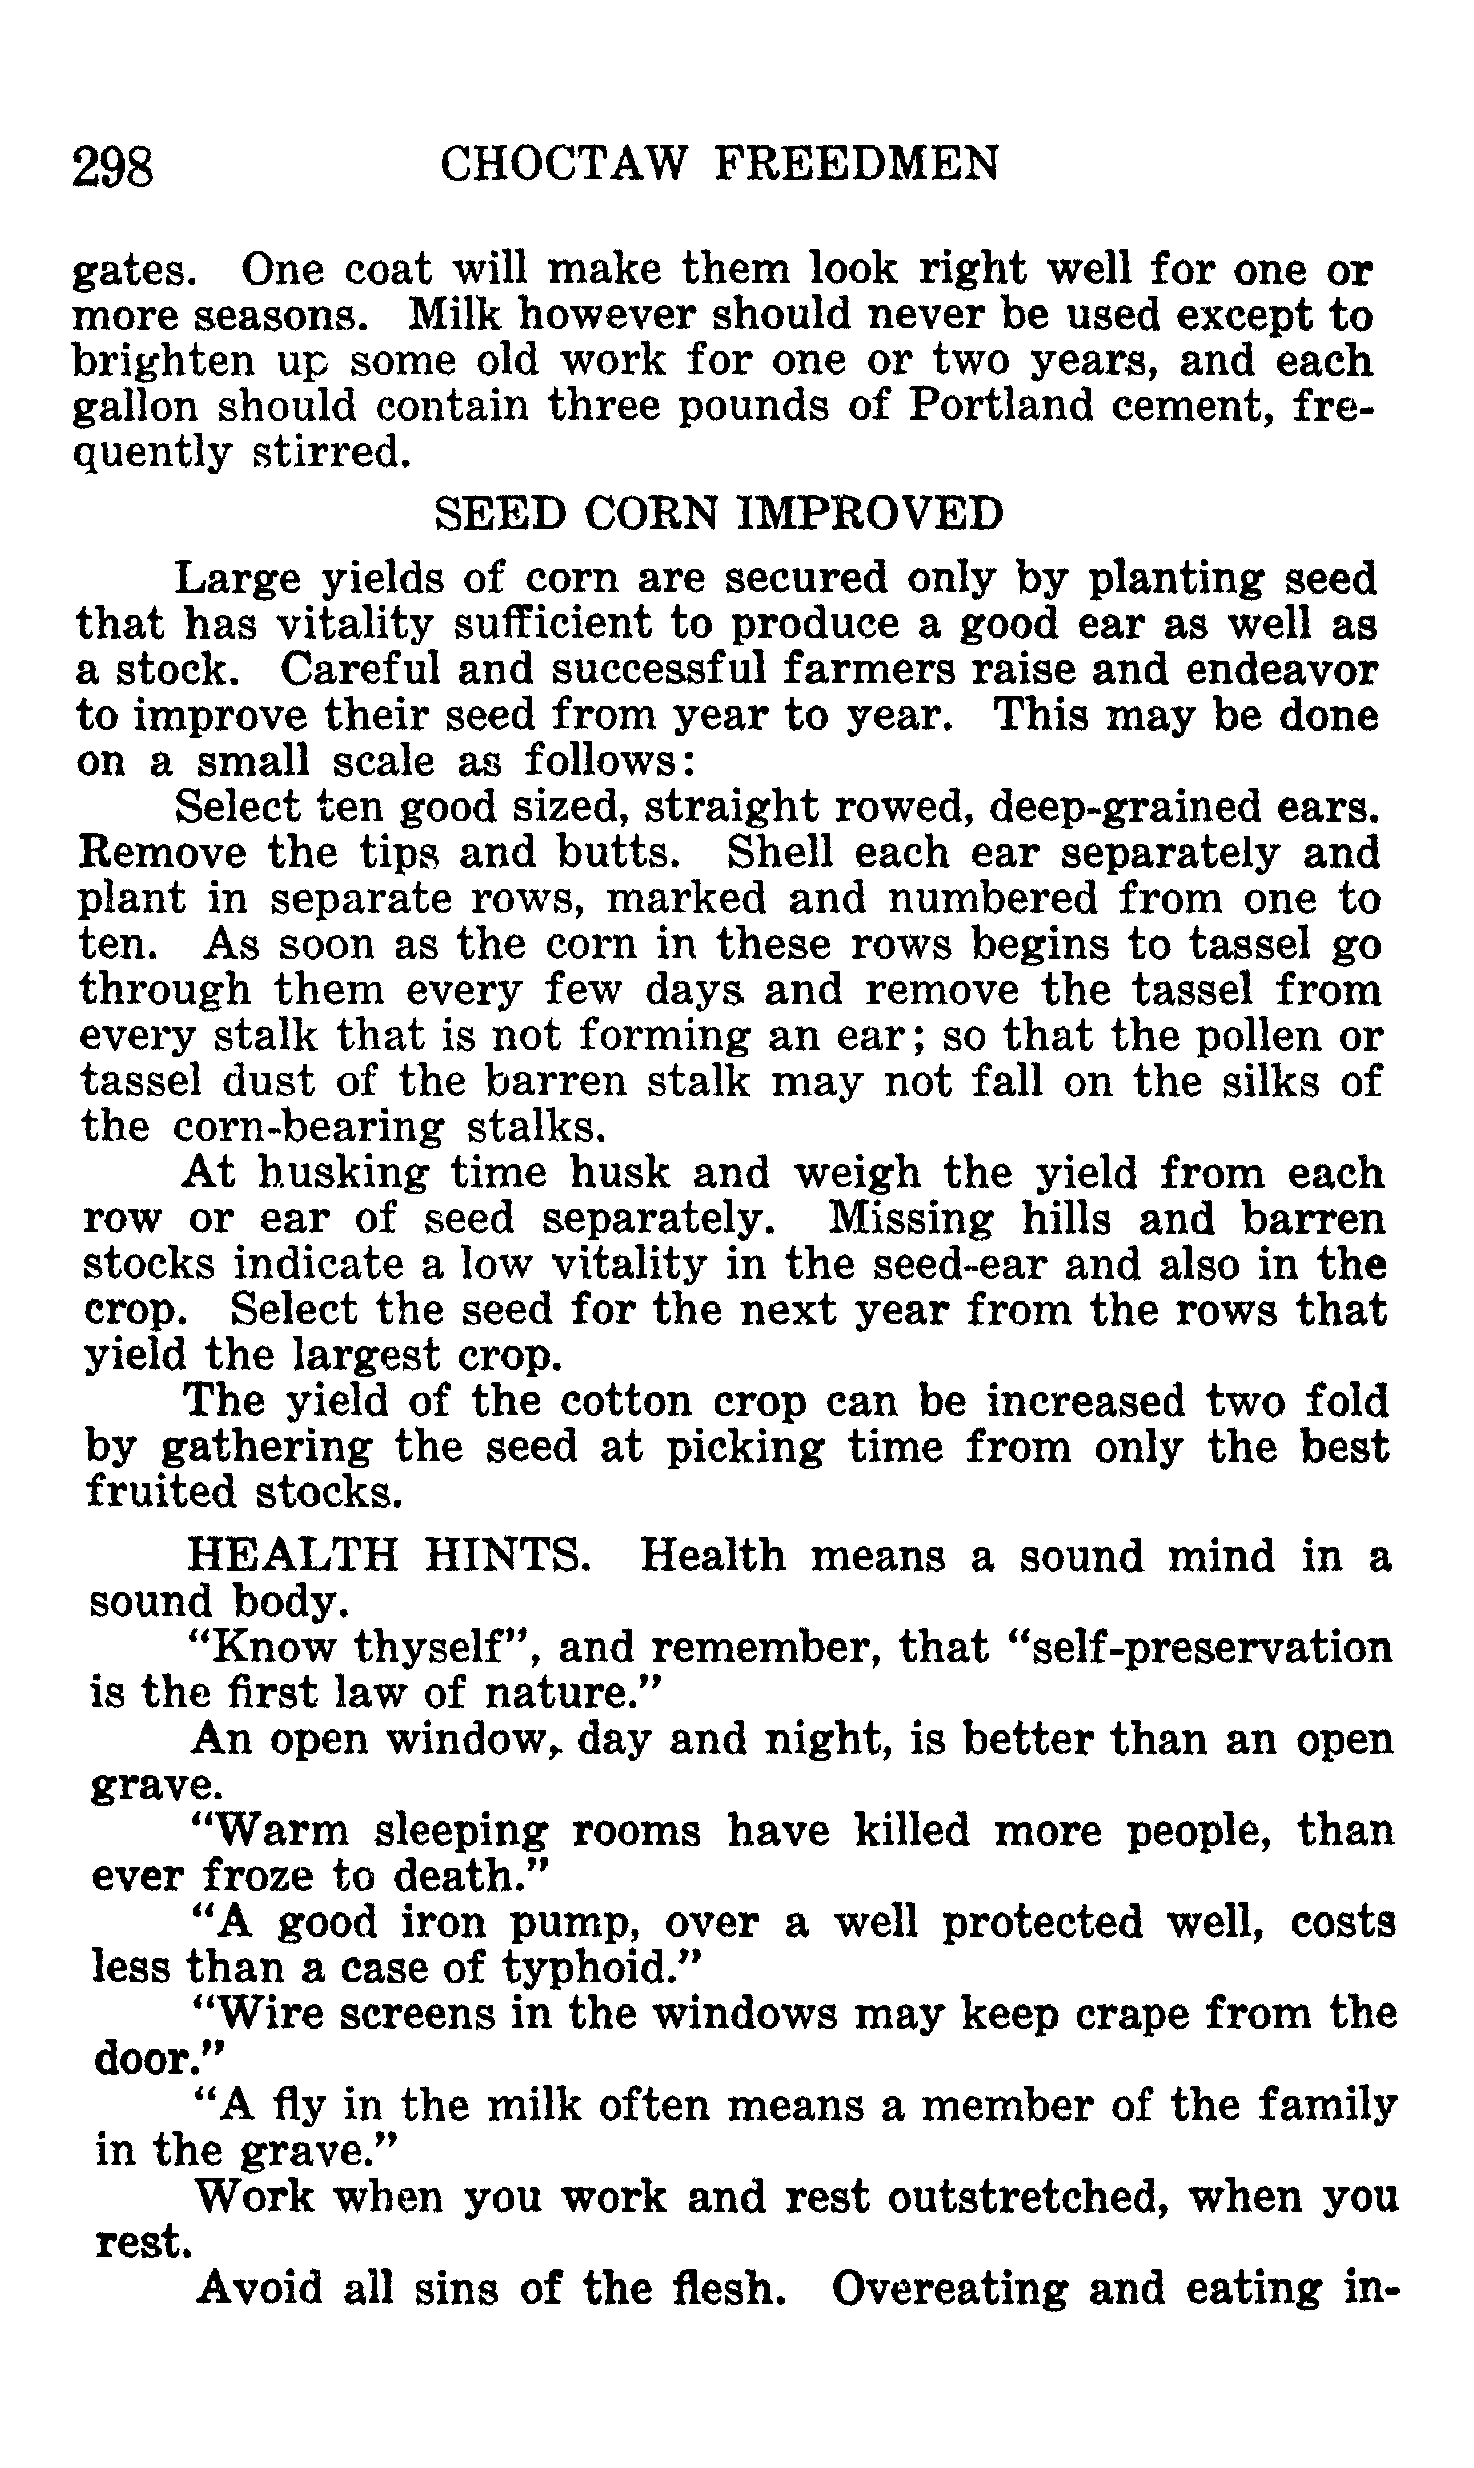 298 CHOCTAW FREEDMEN
gates. One coat will make them look right well for one or
more seasons. Milk however should never be used except to
brighten up some old work for one or two years, and each
gallon should contain three pounds of Portland cement, fre-
quently stirred.
SEED CORN IMPROVED
Large yields of corn are secured only by planting seed
that has vitality sufficient to produce a good ear as well as
a stock. Careful and successful farmers raise and endeavor
to improve their seed from year to year. This may be done
on a small scale as follows:
Select ten good sized, straight rowed, deep-grained ears.
Remove the tips and butts. Shell each ear separately and
plant in separate rows, marked and numbered from one to
ten. As soon as the corn in these rows begins to tassel go
through them every few days and remove the tassel from
every stalk that is not forming an ear; so that the pollen or
tassel dust of the barren stalk may not fall on the silks of
the corn-bearing stalks.
At husking time husk and weigh the yield from each
row or ear of seed separately. Missing hills and barren
stocks indicate a low vitality in the seed-ear and also in the
crop. Select the seed for the next year from the rows that
yield the largest crop.
The yield of the cotton crop can be increased two fold
by gathering the seed at picking time from only the best
fruited stocks.
HEALTH HINTS. Health means a sound mind in a
sound body.
“Know thyself”, and remember, that “self-preservation
is the first law of nature.”
An open window, day and night, is better than an open
grave.
“Warm sleeping rooms have killed more people, than
ever froze to death.”
“A good iron pump, over a well protected well, costs
less than a case of typhoid.”
“Wire screens in the windows may keep crape from the
door.”
“A fly in the milk often means a member of the family
in the grave.”
Work when you work and rest outstretched, when you
rest.
Avoid all sins of the flesh. Overeating and eating in-